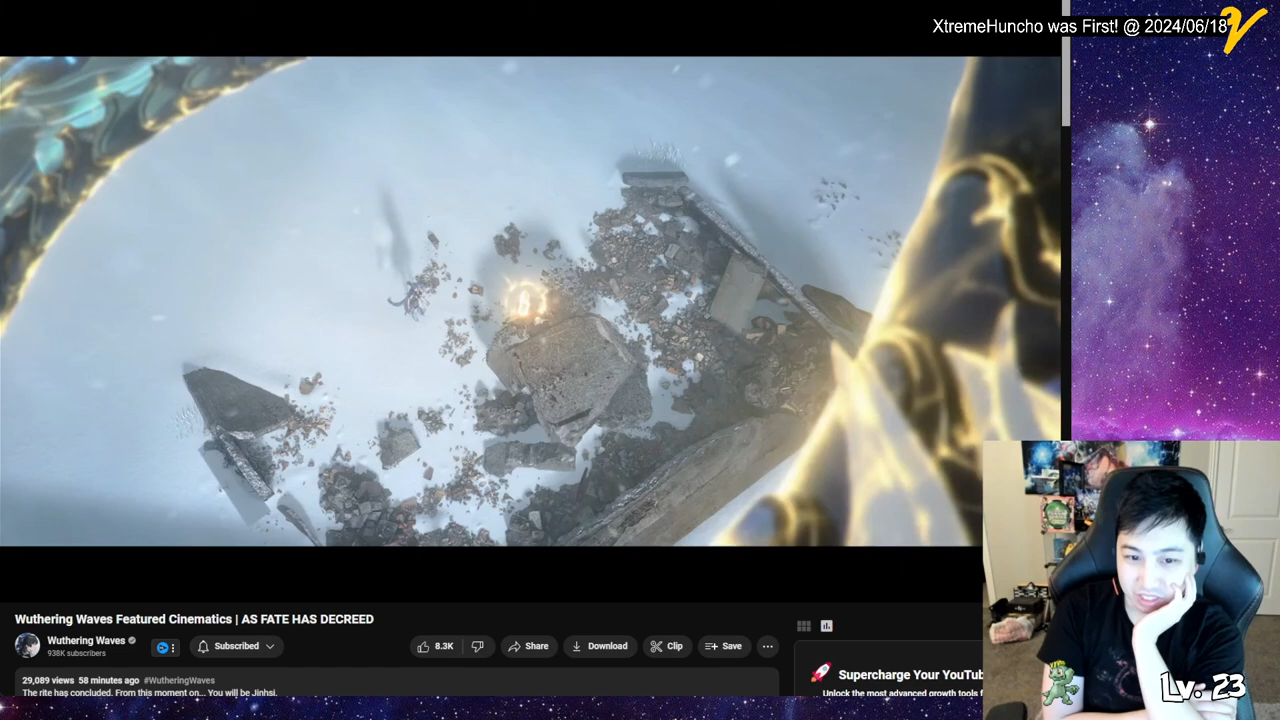 XtremeHuncho was First! @ 2024/06/18
Wuthering Waves Featured Cinematics | AS FATE HAS DECREED
Wuthering Waves
938K subscribers
Subscribed
8.3K
Share
Download
Clip
Save
29,089 views 58 minutes ago #WutheringWaves
The rite has concluded. From this moment on... You will be Jinhsi.
Supercharge Your YouTub
Unlock the most advanced growth tools f
Lv. 23